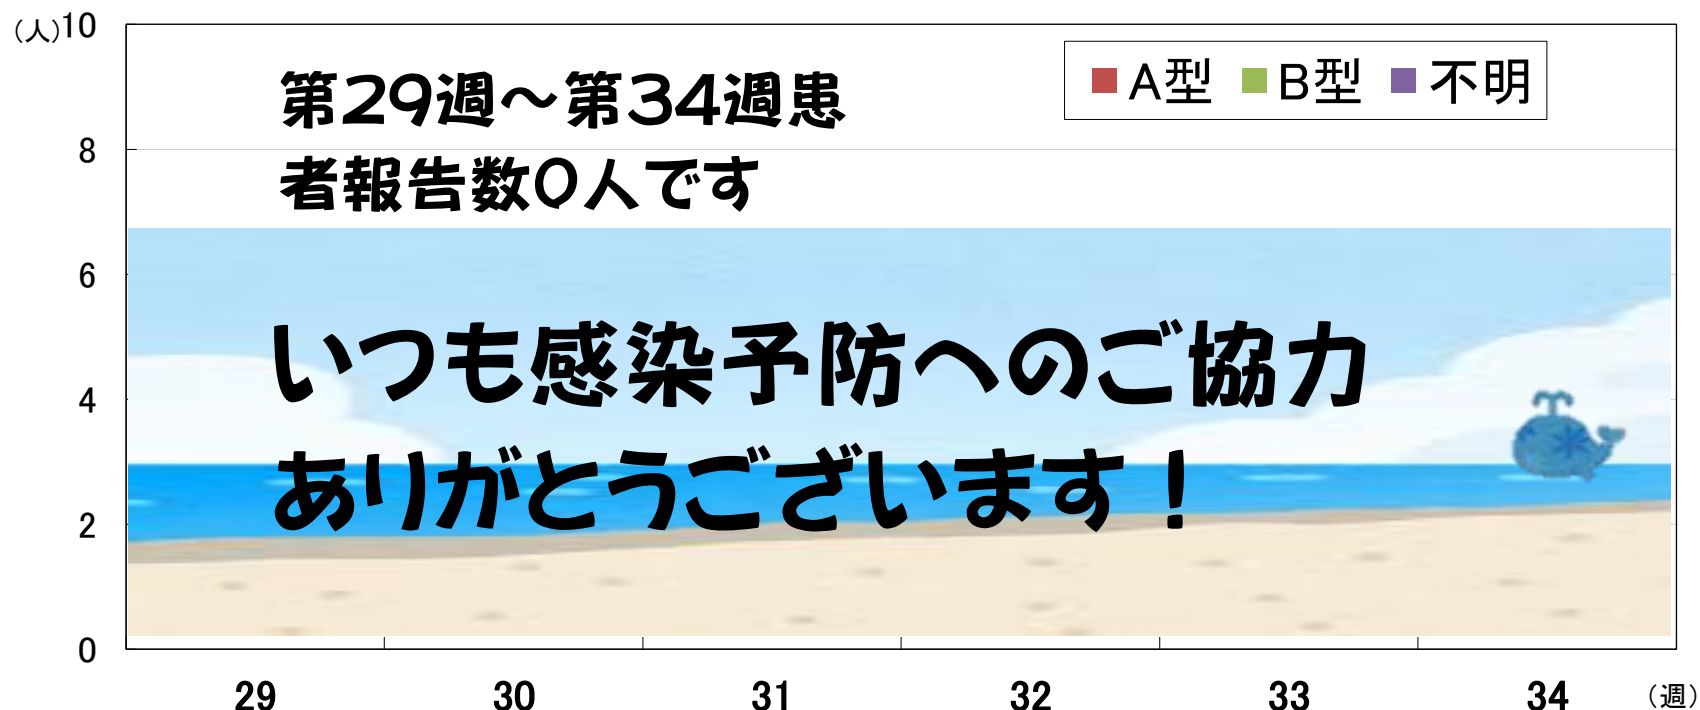 (人)10
A型 B型 不明
第29週～第34週患
8
者報告数0人です
6
いつも感染予防へのご協力
4
ありがとうございます!
2
0
29 30 31 32 33 34 (週)